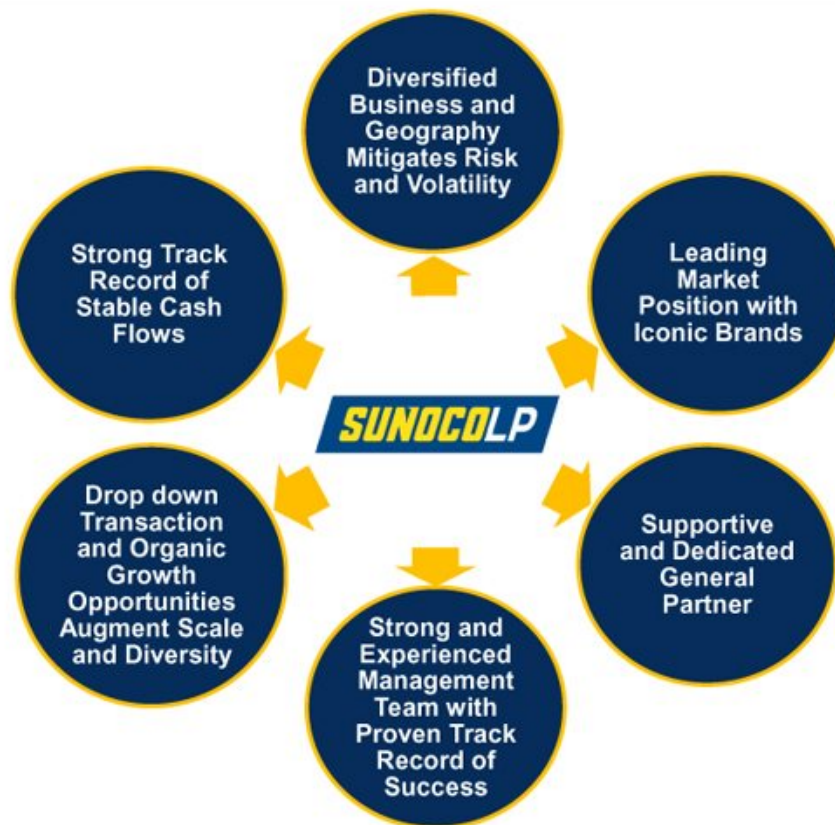 Diversified
Business and
Geography
Mitigates Risk
and Volatility
Leading
Market
Position with
Iconic Brands
Supportive
and Dedicated
General
Partner
Strong and
Experienced
Management
Team with
Proven Track
Record of
Success
Drop down
Transaction
and Organic
Growth
Opportunities
Augment Scale
and Diversity
Strong Track
Record of
Stable Cash
Flows
SUNOCOLP